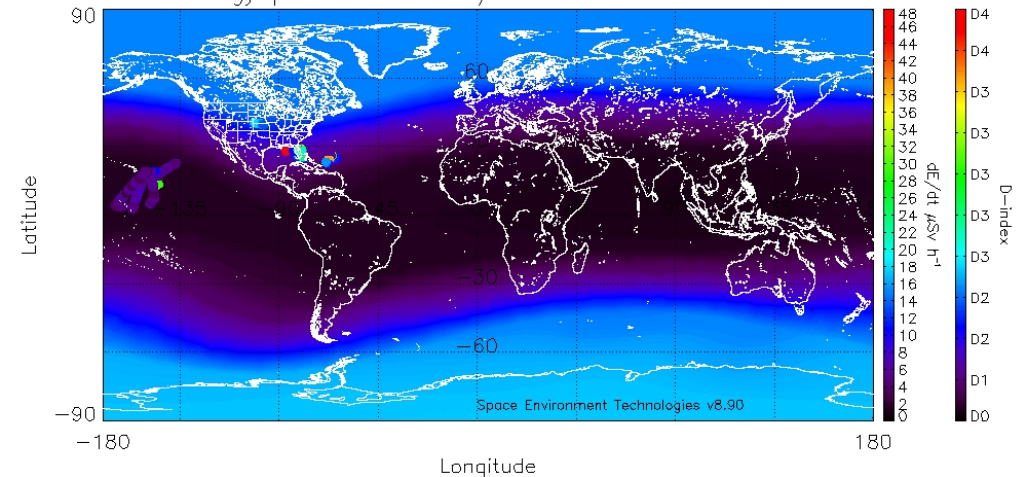 90
60
−135
−90
−45
90
−30
−60
Space Environment Technologies v8.90
−90
−180
180
Longitude
Latitude
48
46
44
42
40
38
36
34
32
30
28
26
24
22
20
18
16
14
12
10
8
6
4
2
0
dE/dt μSv h⁻¹
D4
D4
D3
D3
D3
D3
D3
D2
D2
D1
D0
D−index